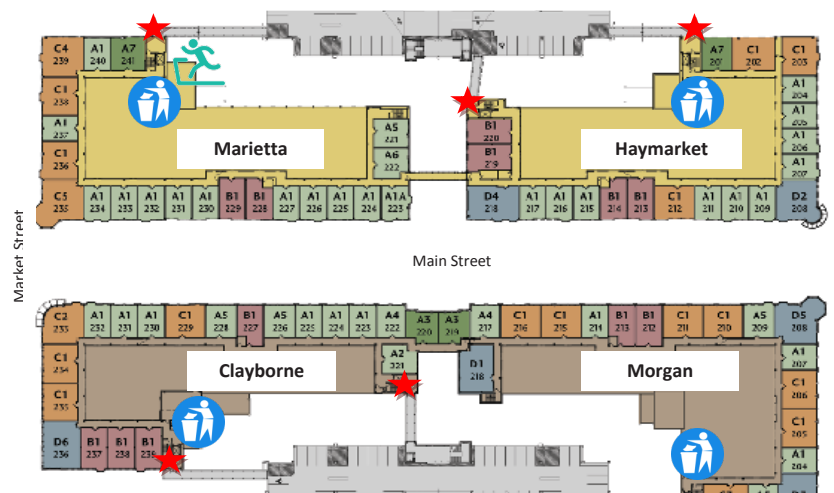 C4
239
A1
240
A7
241
A7
201
C1
202
C1
203
C1
238
A1
204
A1
237
A5
221
B1
220
A1
205
Marietta
Haymarket
A1
206
C1
236
A6
222
B1
219
A1
207
C5
235
A1
234
A1
233
A1
232
A1
231
A1
230
B1
229
B1
228
A1
227
A1
226
A1
225
A1
224
A1A
223
D4
218
A1
217
A1
216
A1
215
B1
214
B1
213
C1
212
A1
211
A1
210
A1
209
D2
208
Market Street
Main Street
C2
233
A1
232
A1
231
A1
230
C1
229
A5
228
B1
227
A5
226
A1
225
A1
224
A1
223
A4
222
A3
220
A3
219
A4
217
C1
216
C1
215
A1
214
B1
213
B1
212
C1
211
C1
210
A5
209
D5
208
C1
234
A2
221
D1
218
A1
207
Clayborne
Morgan
C1
206
C1
235
C1
205
D6
236
B1
237
B1
238
B1
239
A1
204